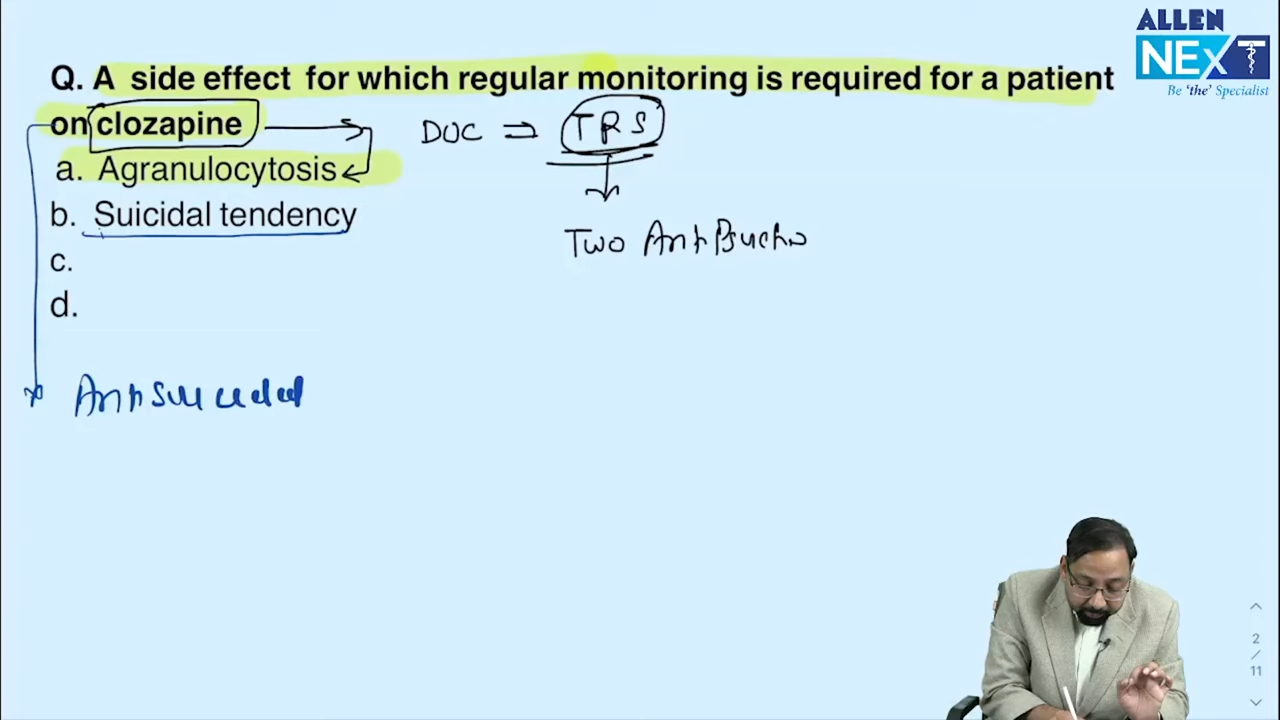 ALLEN
NEXT
Be 'the' Specialist
Q. A side effect for which regular monitoring is required for a patient
on clozapine
DOC ⇒ TRS
a. Agranulocytosis
b. Suicidal tendency
Two AntiPsycho
c.
d.
Antisuicidal
2
/
11